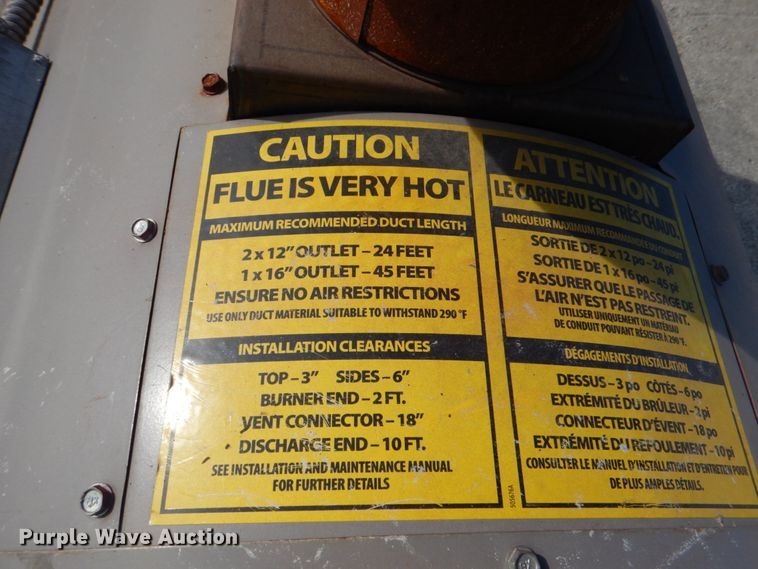 CAUTION
FLUE IS VERY HOT
MAXIMUM RECOMMENDED DUCT LENGTH
2 x 12" OUTLET – 24 FEET
1 x 16" OUTLET – 45 FEET
ENSURE NO AIR RESTRICTIONS
USE ONLY DUCT MATERIAL SUITABLE TO WITHSTAND 290 °F
INSTALLATION CLEARANCES
TOP – 3" SIDES – 6"
BURNER END – 2 FT.
VENT CONNECTOR – 18"
DISCHARGE END – 10 FT.
SEE INSTALLATION AND MAINTENANCE MANUAL
FOR FURTHER DETAILS
ATTENTION
LE CARNEAU EST TRÈS CHAUD.
LONGUEUR MAXIMUM RECOMMANDÉE DU CONDUIT
SORTIE DE 2 x 12 po – 24 pi
SORTIE DE 1 x 16 po – 45 pi
S'ASSURER QUE LE PASSAGE DE
L'AIR N'EST PAS RESTREINT.
UTILISER UNIQUEMENT UN MATÉRIAU
DE CONDUIT POUVANT RÉSISTER À 290 °F.
DÉGAGEMENTS D'INSTALLATION
DESSUS – 3 po CÔTÉS – 6 po
EXTRÉMITÉ DU BRÛLEUR – 2 pi
CONNECTEUR D'ÉVENT – 18 po
EXTRÉMITÉ DU REFOULEMENT – 10 pi
CONSULTER LE MANUEL D'INSTALLATION ET D'ENTRETIEN POUR
DE PLUS AMPLES DÉTAILS.
505676A
Purple Wave Auction